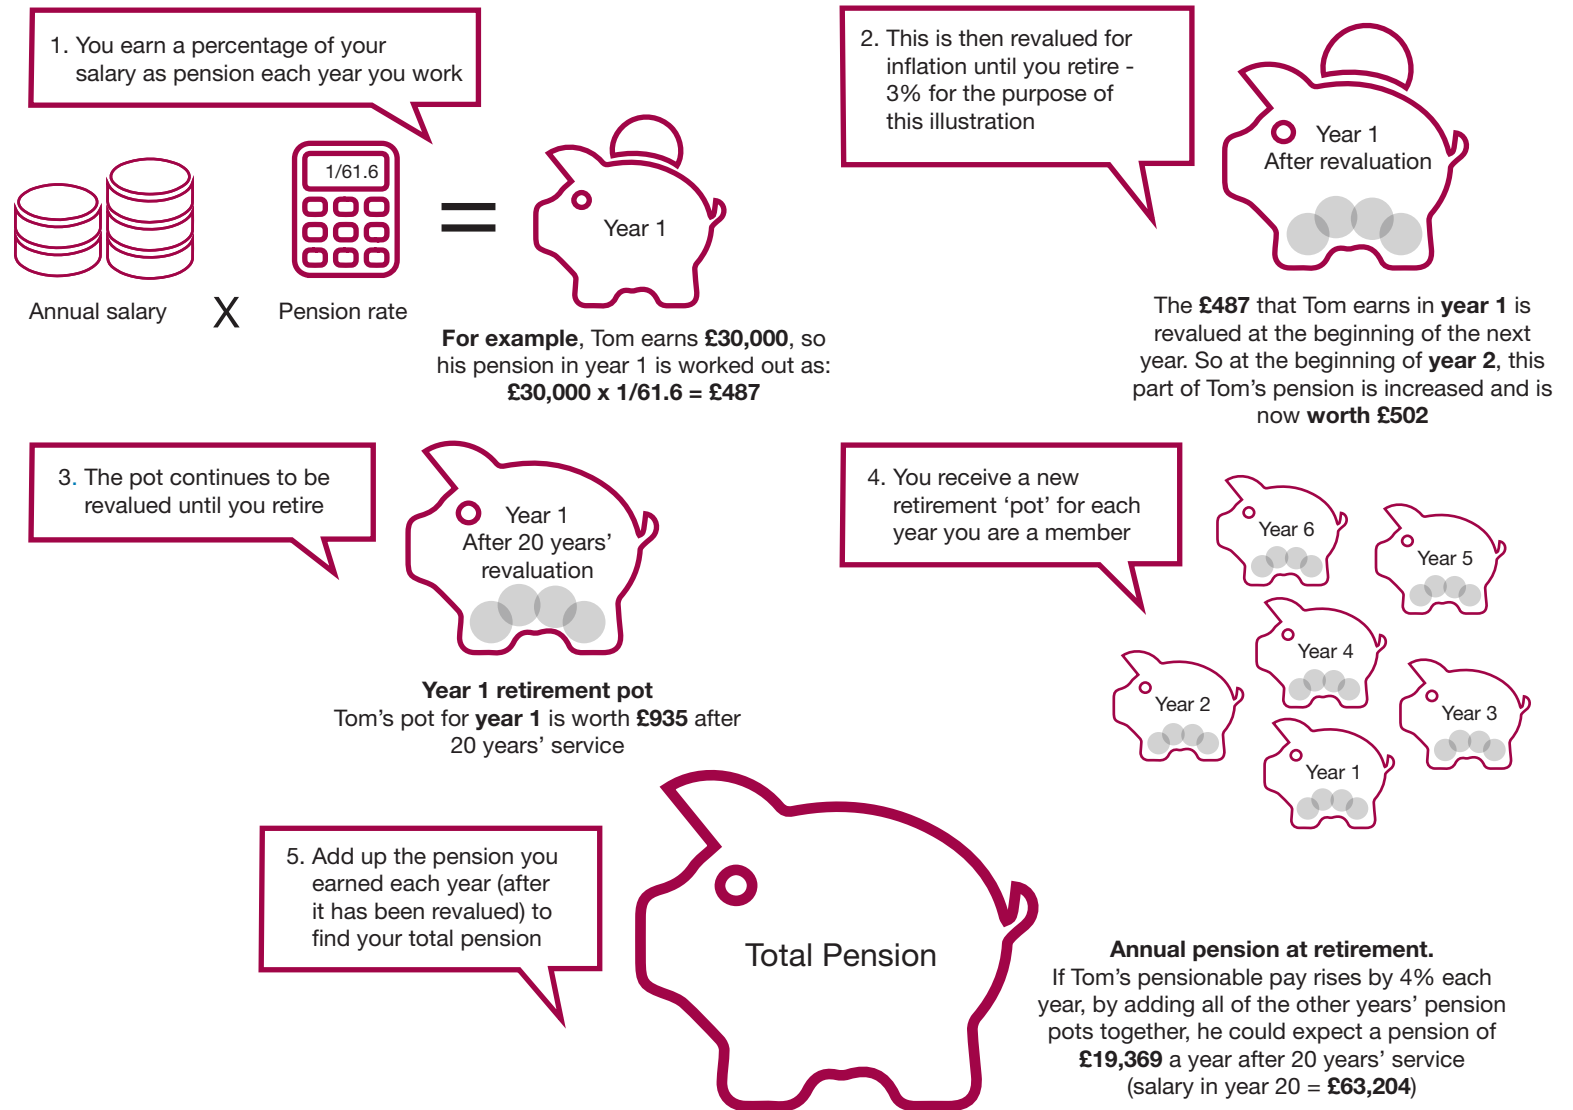 1. You earn a percentage of your
salary as pension each year you work
1/61.6
Annual salary X Pension rate
=
Year 1
For example, Tom earns £30,000, so
his pension in year 1 is worked out as:
£30,000 x 1/61.6 = £487
2. This is then revalued for
inflation until you retire -
3% for the purpose of
this illustration
Year 1
After revaluation
The £487 that Tom earns in year 1 is
revalued at the beginning of the next
year. So at the beginning of year 2, this
part of Tom’s pension is increased and is
now worth £502
3. The pot continues to be
revalued until you retire
Year 1
After 20 years’
revaluation
Year 1 retirement pot
Tom’s pot for year 1 is worth £935 after
20 years’ service
4. You receive a new
retirement ‘pot’ for each
year you are a member
Year 6
Year 5
Year 4
Year 2
Year 3
Year 1
5. Add up the pension you
earned each year (after
it has been revalued) to
find your total pension
Total Pension
Annual pension at retirement.
If Tom’s pensionable pay rises by 4% each
year, by adding all of the other years’ pension
pots together, he could expect a pension of
£19,369 a year after 20 years’ service
(salary in year 20 = £63,204)